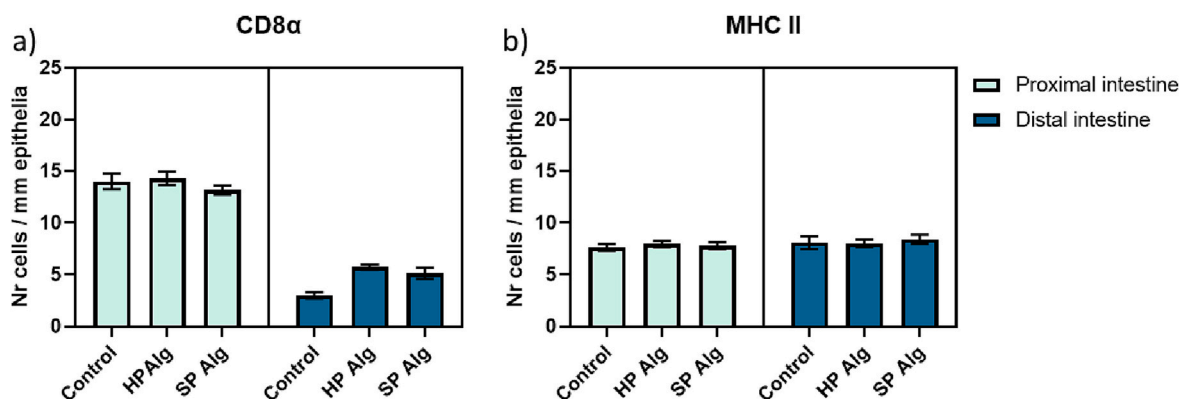 a)
CD8α
Nr cells / mm epithelia
25
20
15
10
5
0
Control
HP Alg
SP Alg
Control
HP Alg
SP Alg
b)
MHC II
Nr cells / mm epithelia
25
20
15
10
5
0
Control
HP Alg
SP Alg
Control
HP Alg
SP Alg
Proximal intestine
Distal intestine